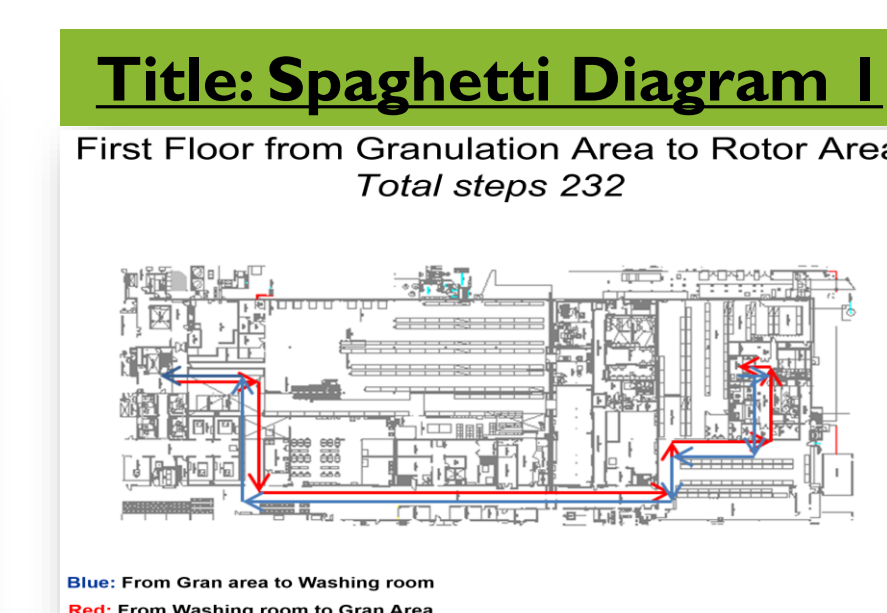 Title: Spaghetti Diagram 1
First Floor from Granulation Area to Rotor Area
Total steps 232
Blue: From Gran area to Washing room
Red: From Washing room to Gran Area